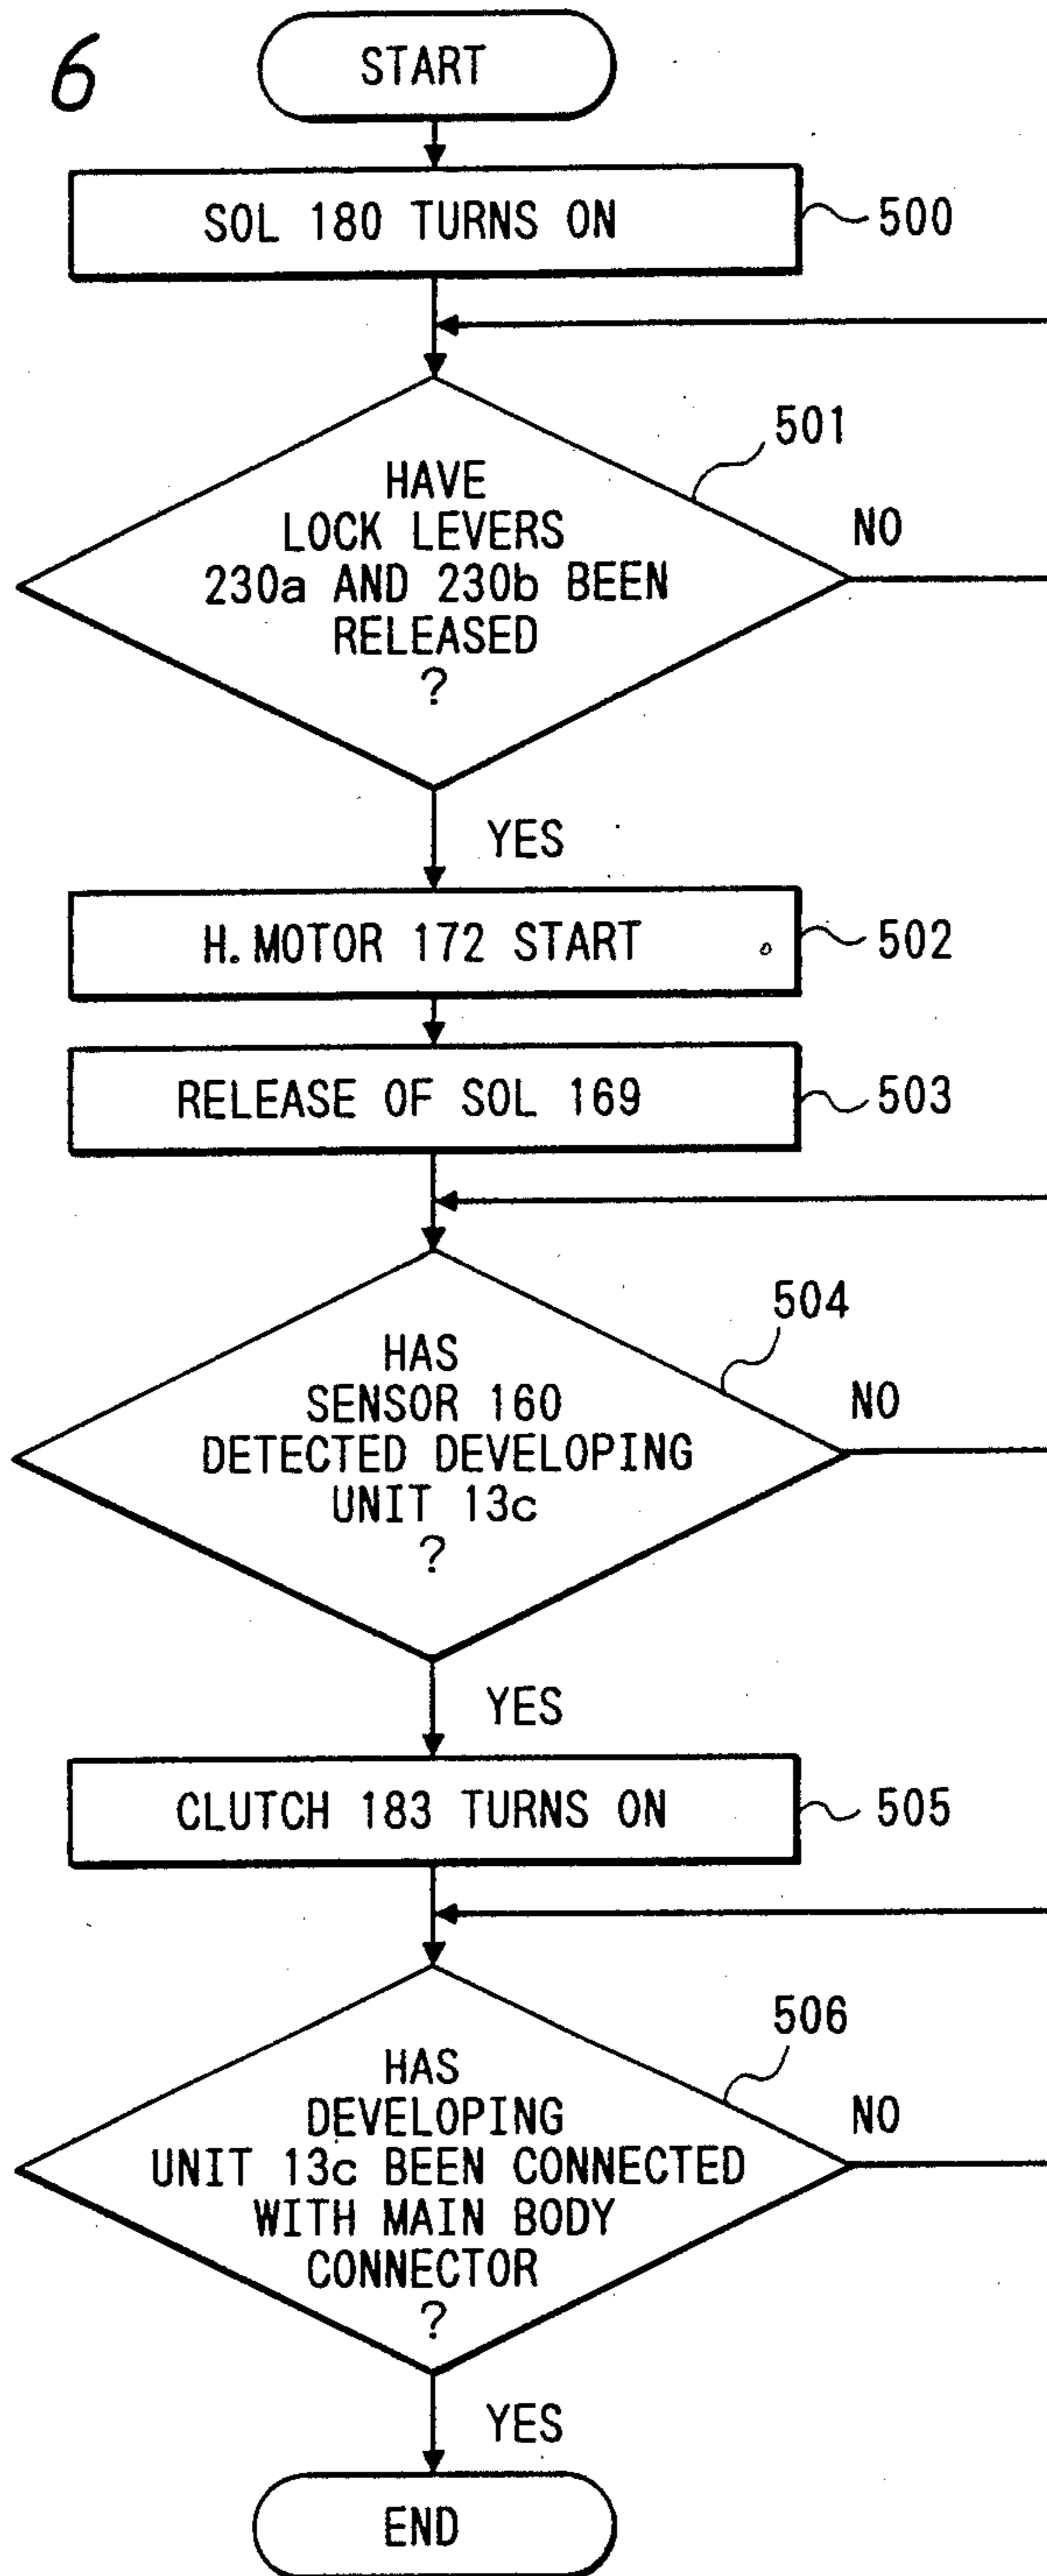 6
START
SOL 180 TURNS ON
500
501
HAVE
LOCK LEVERS
230a AND 230b BEEN
RELEASED
?
NO
YES
H. MOTOR 172 START
502
RELEASE OF SOL 169
503
504
HAS
SENSOR 160
DETECTED DEVELOPING
UNIT 13c
?
NO
YES
CLUTCH 183 TURNS ON
505
506
HAS
DEVELOPING
UNIT 13c BEEN CONNECTED
WITH MAIN BODY
CONNECTOR
?
NO
YES
END